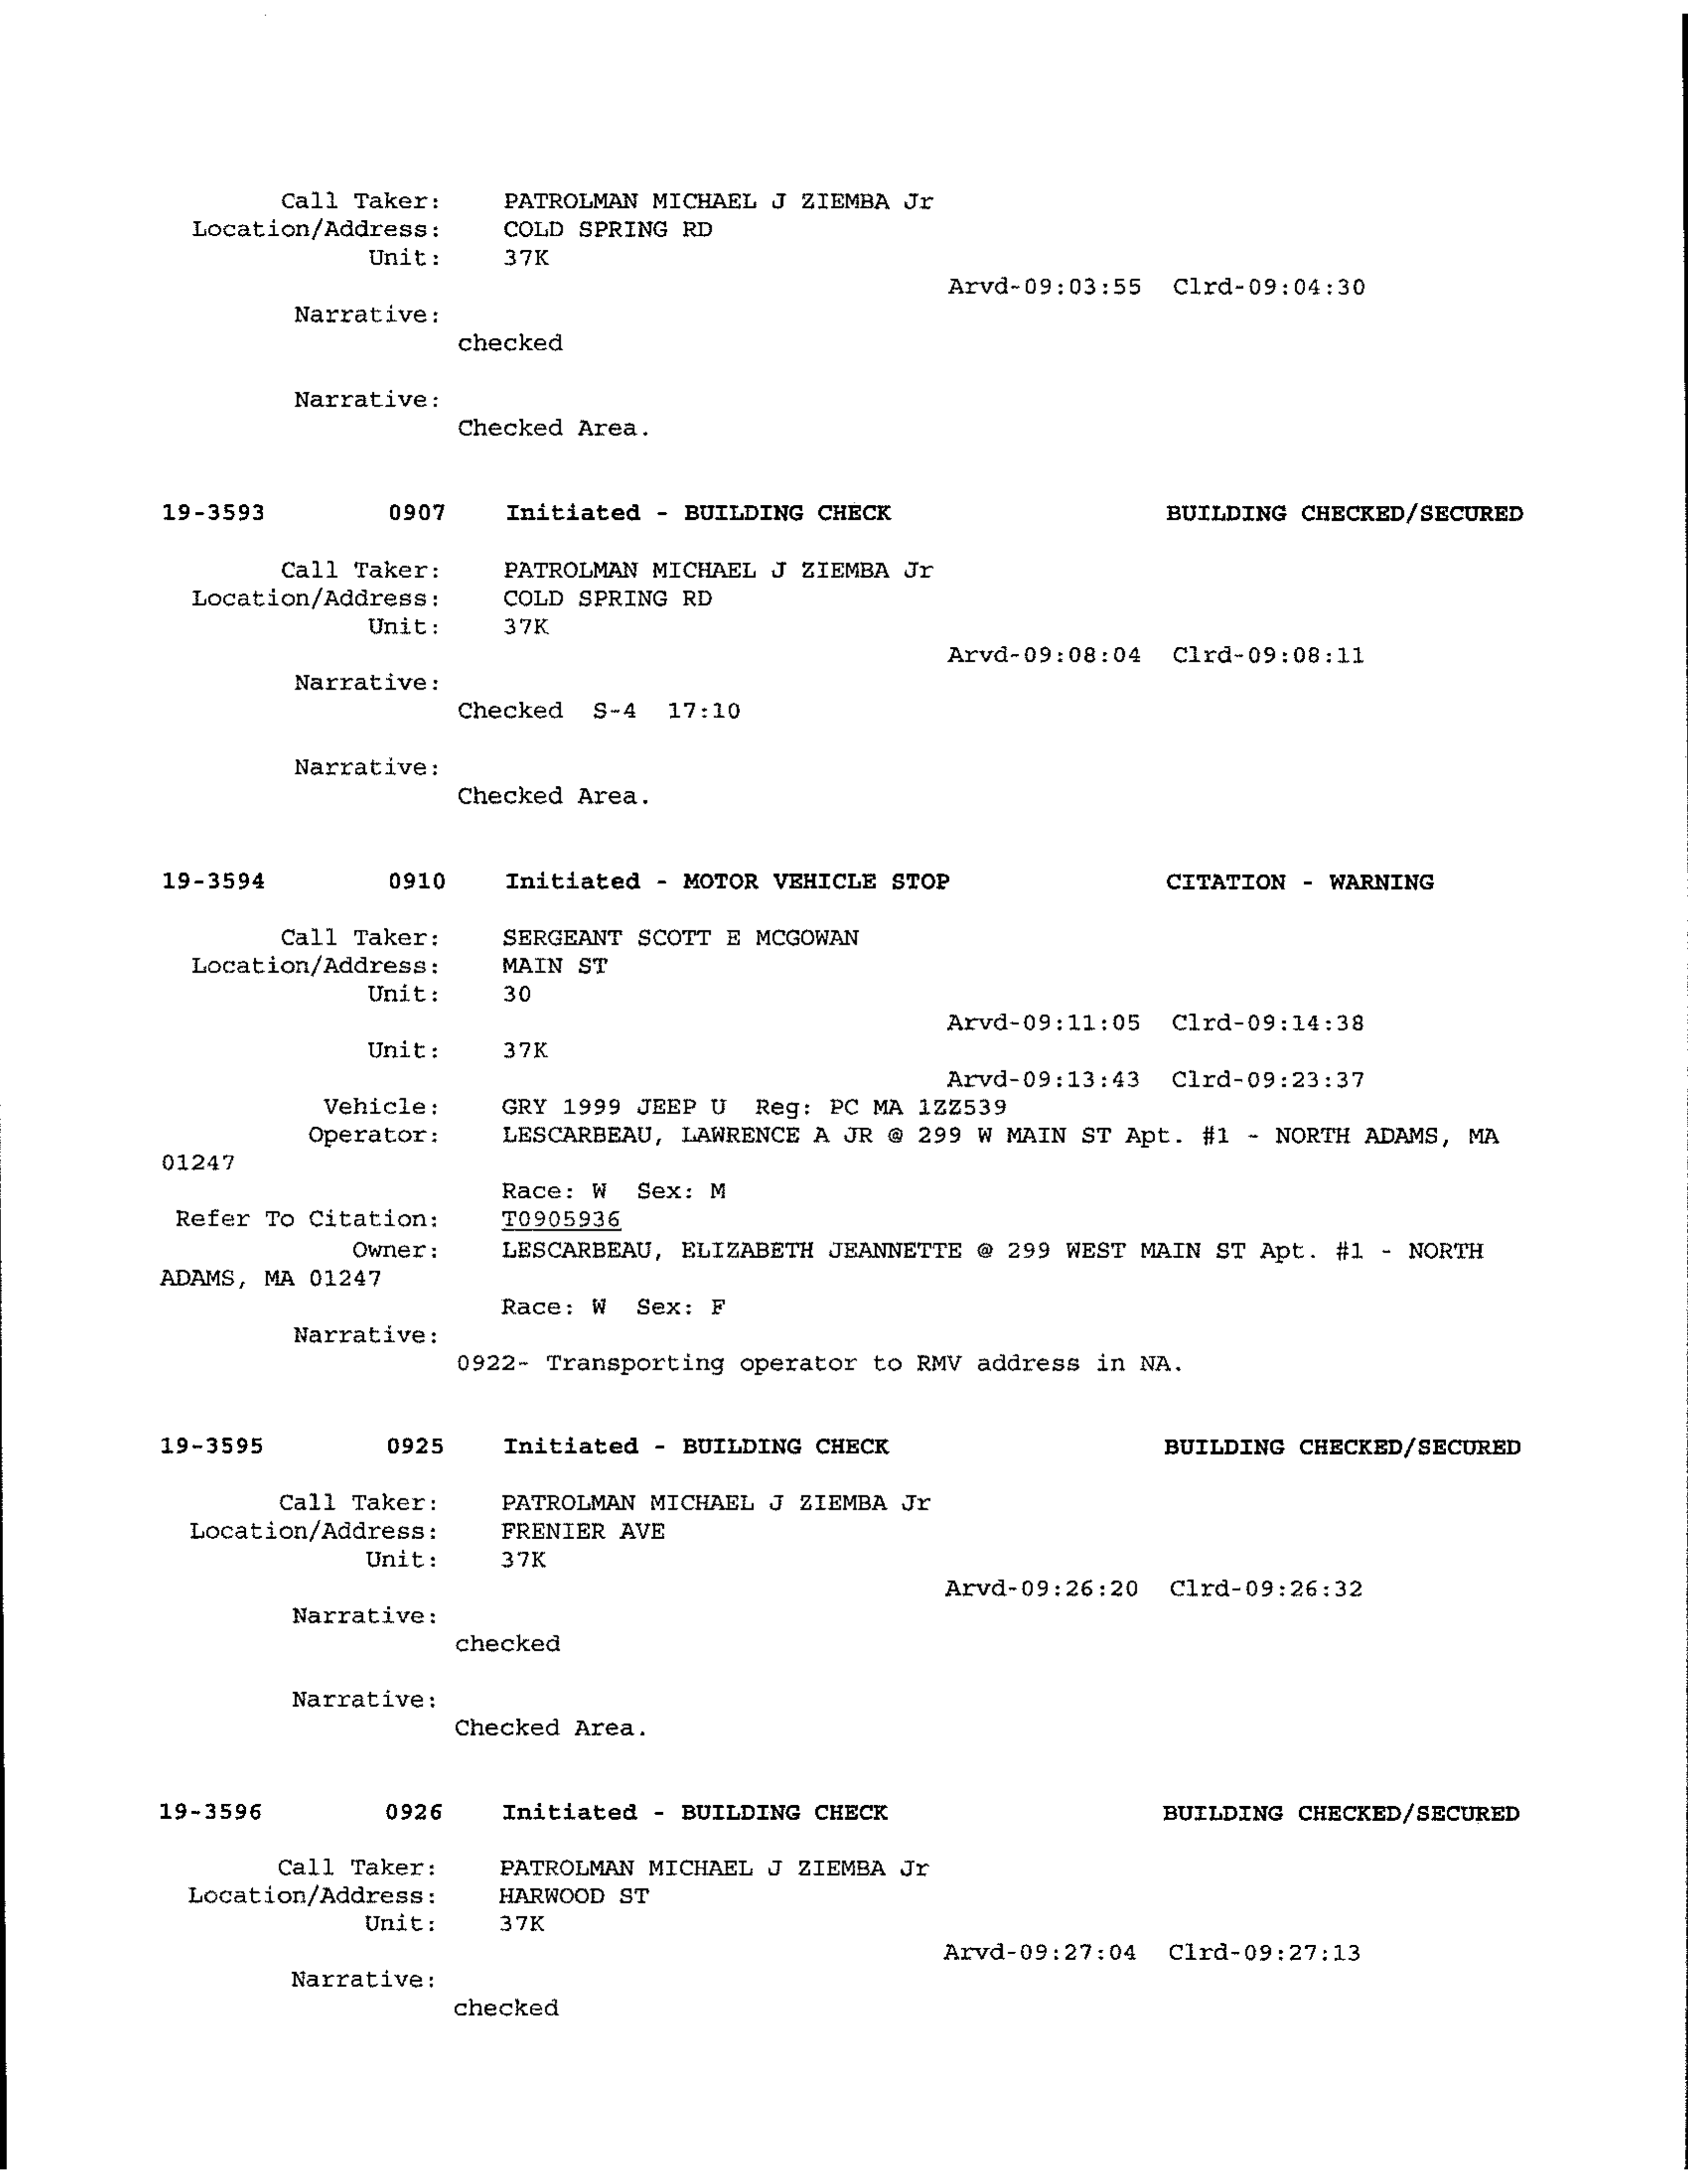 Call Taker: PATROLMAN MICHAEL J ZIEMBA Jr
Location/Address: COLD SPRING RD
Unit: 37K
Arvd-09:03:55 Clrd-09:04:30
Narrative:
checked
Narrative:
Checked Area.
19-3593 0907 Initiated - BUILDING CHECK BUILDING CHECKED/SECURED
Call Taker: PATROLMAN MICHAEL J ZIEMBA Jr
Location/Address: COLD SPRING RD
Unit: 37K
Arvd-09:08:04 Clrd-09:08:11
Narrative:
Checked S-4 17:10
Narrative:
Checked Area.
19-3594 0910 Initiated - MOTOR VEHICLE STOP CITATION - WARNING
Call Taker: SERGEANT SCOTT E MCGOWAN
Location/Address: MAIN ST
Unit: 30
Arvd-09:11:05 Clrd-09:14:38
Unit: 37K
Arvd-09:13:43 Clrd-09:23:37
Vehicle: GRY 1999 JEEP U Reg: PC MA 1ZZ539
Operator: LESCARBEAU, LAWRENCE A JR @ 299 W MAIN ST Apt. #1 - NORTH ADAMS, MA
01247
Race: W Sex: M
Refer To Citation: T0905936
Owner: LESCARBEAU, ELIZABETH JEANNETTE @ 299 WEST MAIN ST Apt. #1 - NORTH
ADAMS, MA 01247
Race: W Sex: F
Narrative:
0922- Transporting operator to RMV address in NA.
19-3595 0925 Initiated - BUILDING CHECK BUILDING CHECKED/SECURED
Call Taker: PATROLMAN MICHAEL J ZIEMBA Jr
Location/Address: FRENIER AVE
Unit: 37K
Arvd-09:26:20 Clrd-09:26:32
Narrative:
checked
Narrative:
Checked Area.
19-3596 0926 Initiated - BUILDING CHECK BUILDING CHECKED/SECURED
Call Taker: PATROLMAN MICHAEL J ZIEMBA Jr
Location/Address: HARWOOD ST
Unit: 37K
Arvd-09:27:04 Clrd-09:27:13
Narrative:
checked